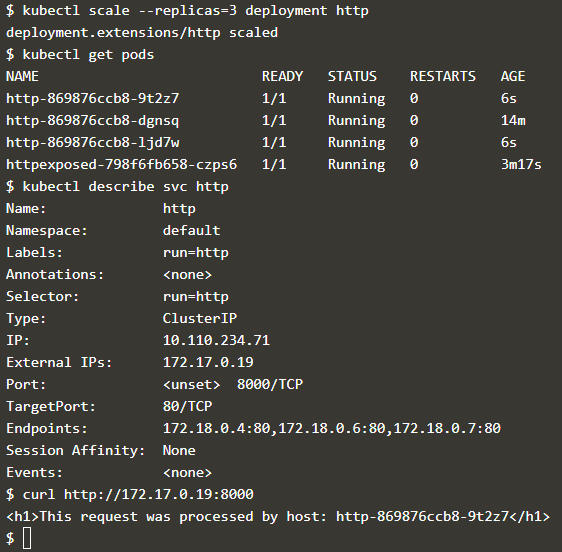 $ kubectl scale --replicas=3 deployment http
deployment.extensions/http scaled
$ kubectl get pods
NAME READY STATUS RESTARTS AGE
http-869876ccb8-9t2z7 1/1 Running 0 6s
http-869876ccb8-dgnsq 1/1 Running 0 14m
http-869876ccb8-ljd7w 1/1 Running 0 6s
httpexposed-798f6fb658-czps6 1/1 Running 0 3m17s
$ kubectl describe svc http
Name: http
Namespace: default
Labels: run=http
Annotations: <none>
Selector: run=http
Type: ClusterIP
IP: 10.110.234.71
External IPs: 172.17.0.19
Port: <unset> 8000/TCP
TargetPort: 80/TCP
Endpoints: 172.18.0.4:80,172.18.0.6:80,172.18.0.7:80
Session Affinity: None
Events: <none>
$ curl http://172.17.0.19:8000
<h1>This request was processed by host: http-869876ccb8-9t2z7</h1>
$